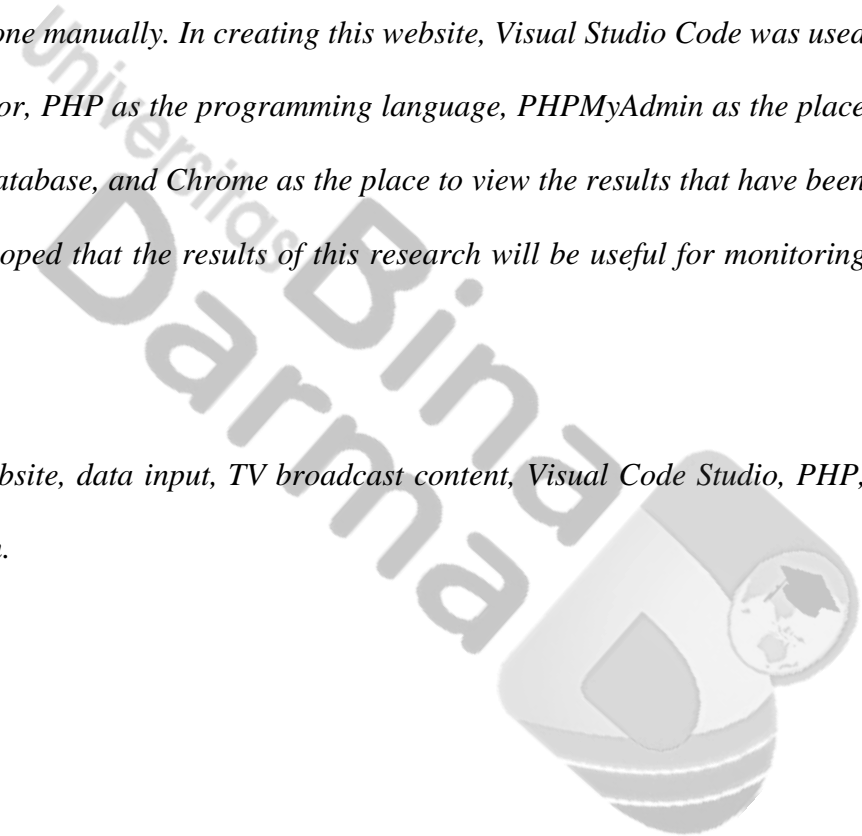 one manually. In creating this website, Visual Studio Code was used
or, PHP as the programming language, PHPMyAdmin as the place
atabase, and Chrome as the place to view the results that have been
oped that the results of this research will be useful for monitoring
bsite, data input, TV broadcast content, Visual Code Studio, PHP,
.
Universitas
Bina
Darma